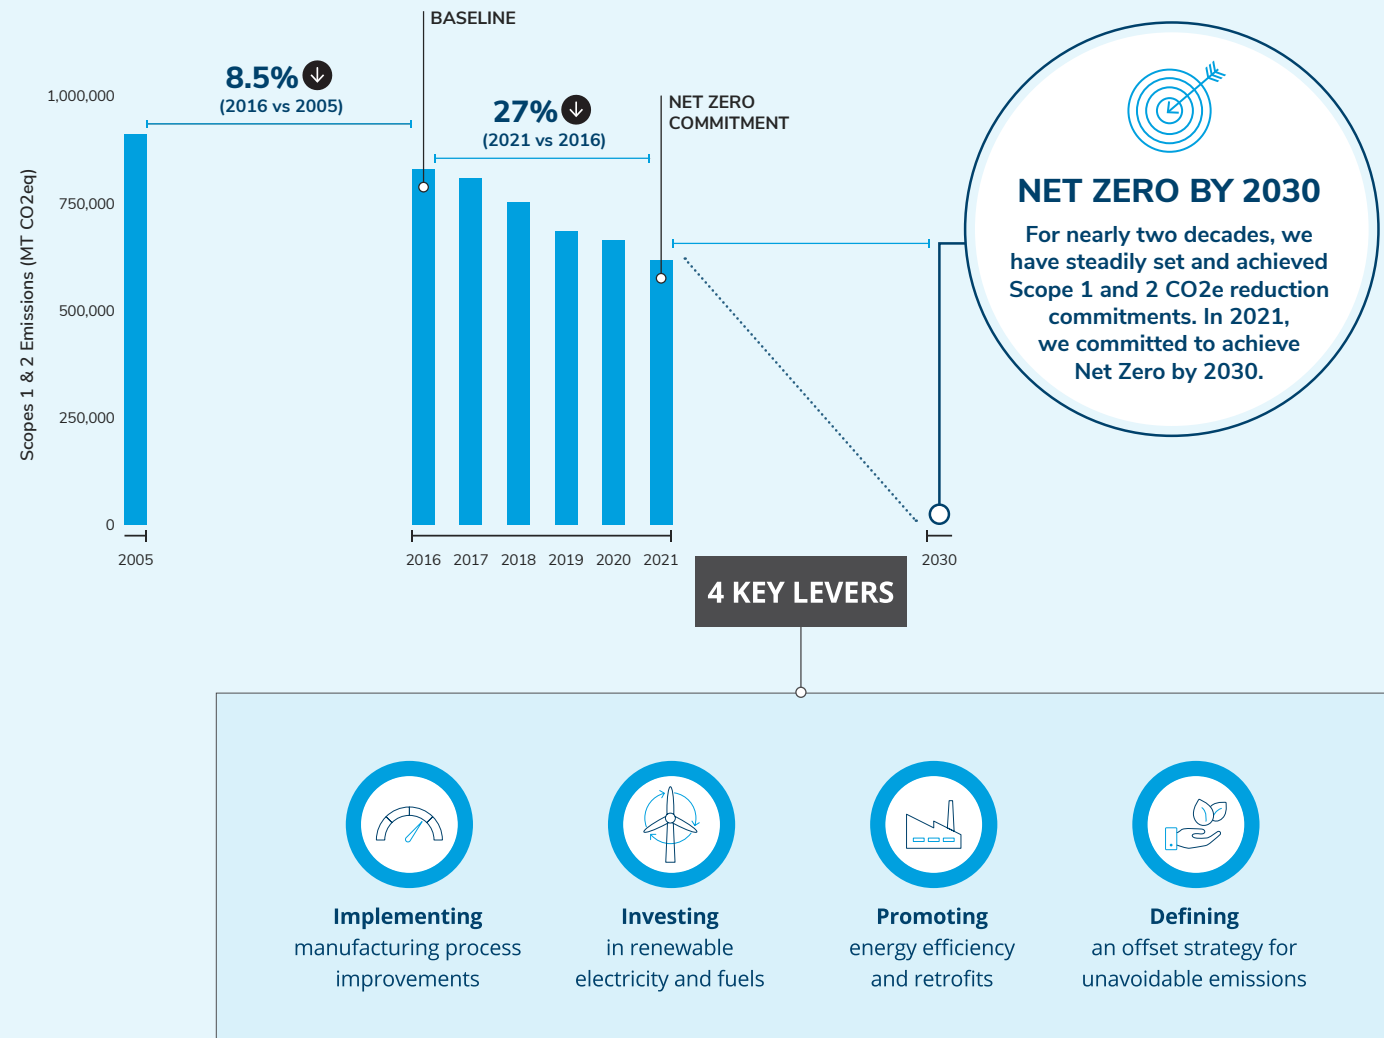 BASELINE
8.5%
(2016 vs 2005)
27%
(2021 vs 2016)
NET ZERO
COMMITMENT
Scopes 1 & 2 Emissions (MT CO2eq)
1,000,000
750,000
500,000
250,000
0
2005
2016
2017
2018
2019
2020
2021
2030
NET ZERO BY 2030
For nearly two decades, we
have steadily set and achieved
Scope 1 and 2 CO2e reduction
commitments. In 2021,
we committed to achieve
Net Zero by 2030.
4 KEY LEVERS
Implementing
manufacturing process
improvements
Investing
in renewable
electricity and fuels
Promoting
energy efficiency
and retrofits
Defining
an offset strategy for
unavoidable emissions